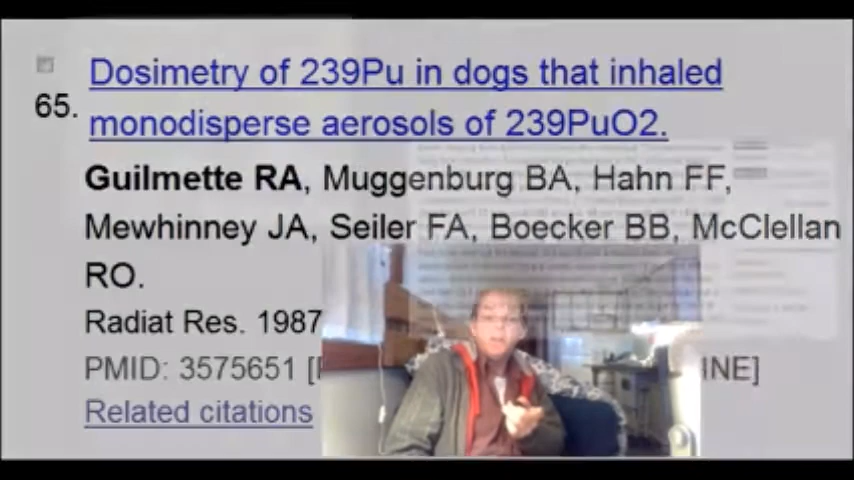 65. Dosimetry of 239Pu in dogs that inhaled
monodisperse aerosols of 239PuO2.
Guilmette RA, Muggenburg BA, Hahn FF,
Mewhinney JA, Seiler FA, Boecker BB, McClellan
RO.
Radiat Res. 1987
PMID: 3575651 [ INE]
Related citations